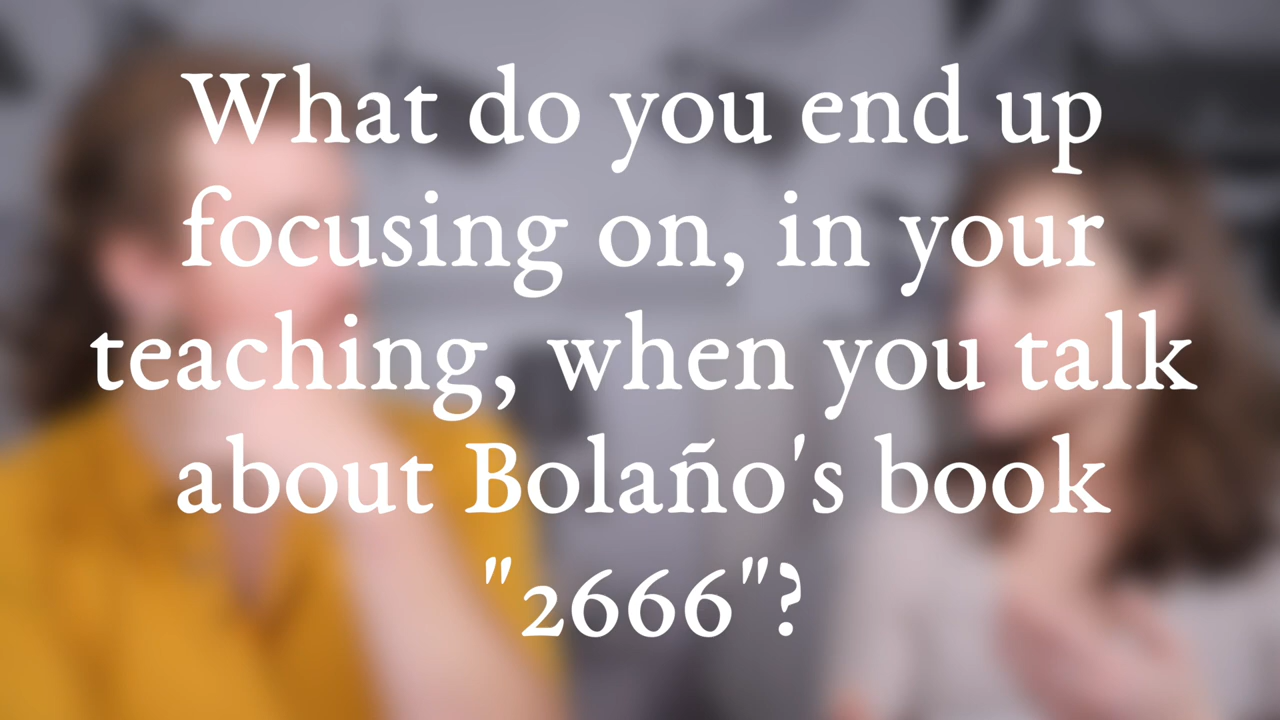 What do you end up
focusing on, in your
teaching, when you talk
about Bolaño's book
"2666"?